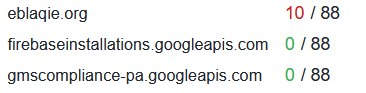 eblaqie.org 10 / 88
firebaseinstallations.googleapis.com 0 / 88
gmscompliance-pa.googleapis.com 0 / 88